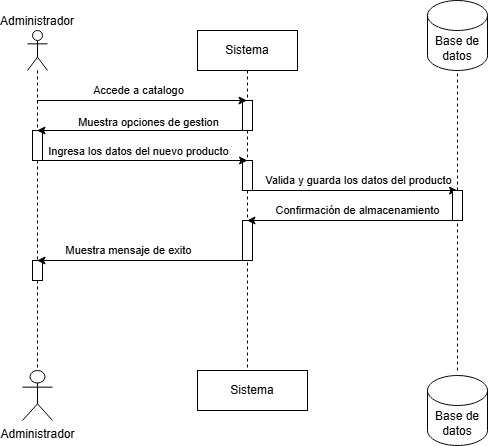 Administrador
Sistema
Base de
datos
Accede a catalogo
Muestra opciones de gestion
Ingresa los datos del nuevo producto
Valida y guarda los datos del producto
Confirmación de almacenamiento
Muestra mensaje de exito
Administrador
Sistema
Base de
datos